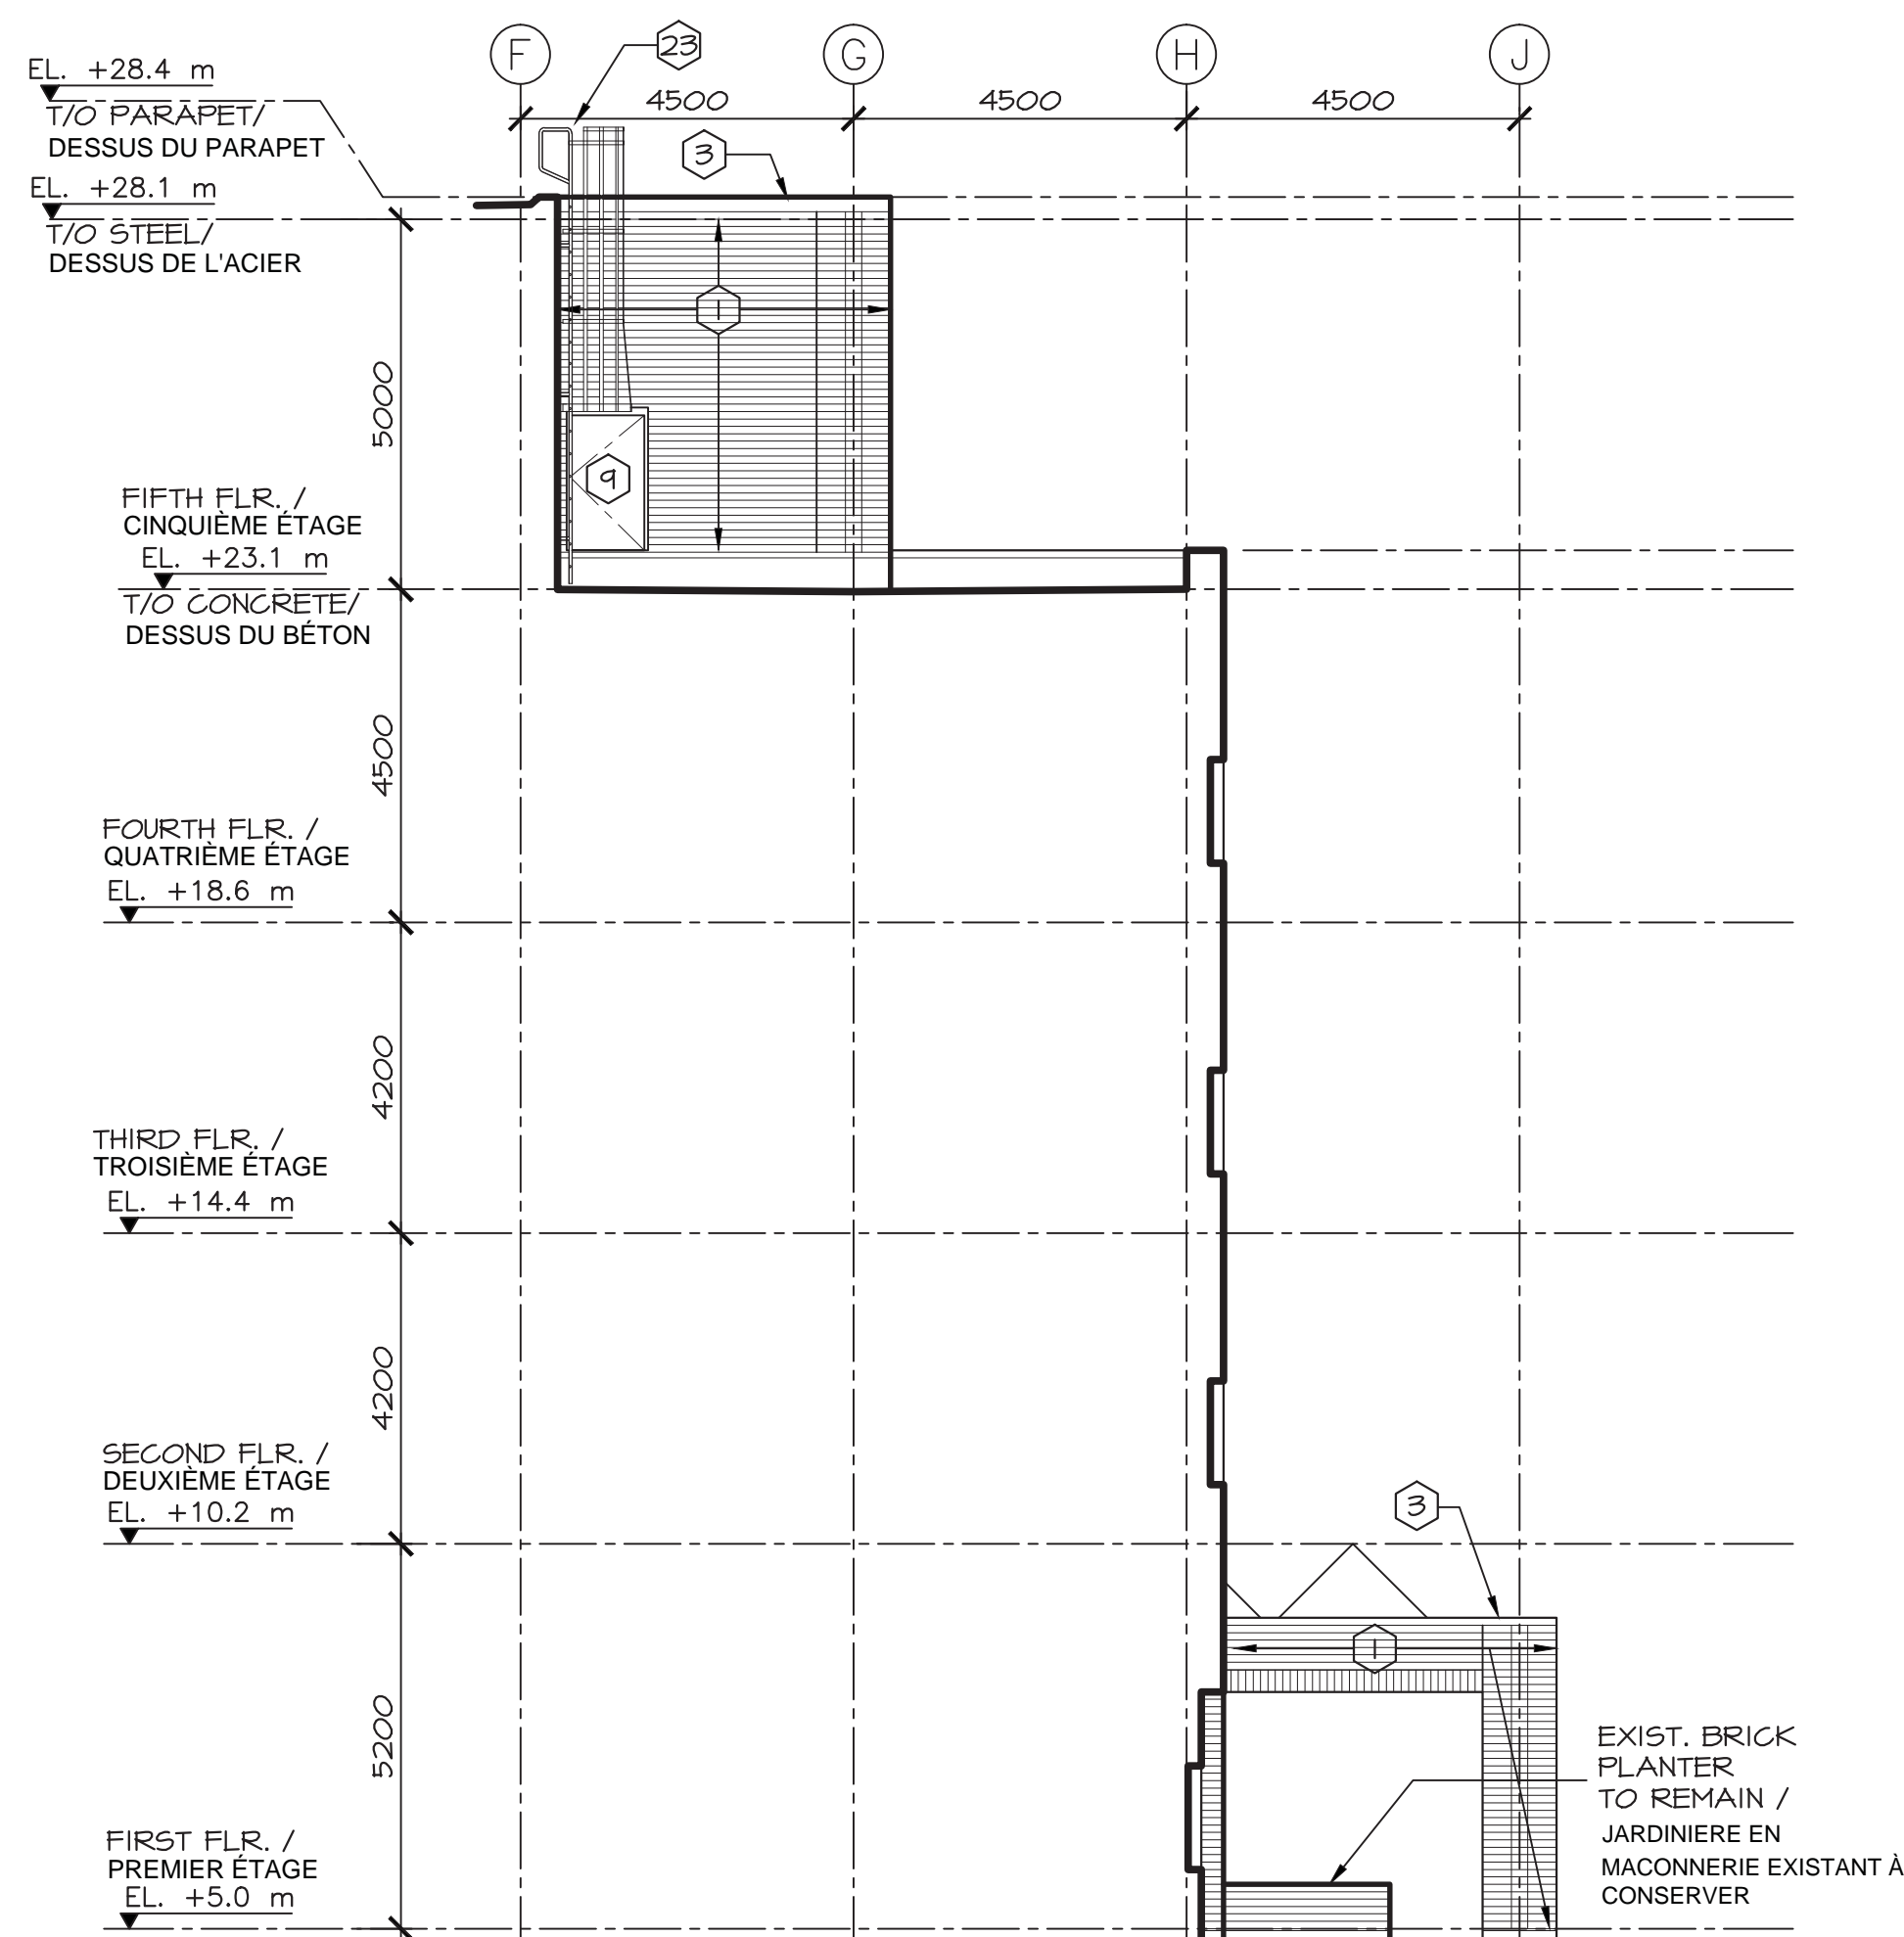 F
G
H
J
23
4500
4500
4500
EL. +28.4 m
T/O PARAPET/
DESSUS DU PARAPET
3
EL. +28.1 m
T/O STEEL/
DESSUS DE L'ACIER
1
5000
9
FIFTH FLR. /
CINQUIÈME ÉTAGE
EL. +23.1 m
T/O CONCRETE/
DESSUS DU BÉTON
4500
FOURTH FLR. /
QUATRIÈME ÉTAGE
EL. +18.6 m
4200
THIRD FLR. /
TROISIÈME ÉTAGE
EL. +14.4 m
4200
SECOND FLR. /
DEUXIÈME ÉTAGE
EL. +10.2 m
3
1
5200
EXIST. BRICK
PLANTER
TO REMAIN /
JARDINIERE EN
MACONNERIE EXISTANT À
CONSERVER
FIRST FLR. /
PREMIER ÉTAGE
EL. +5.0 m